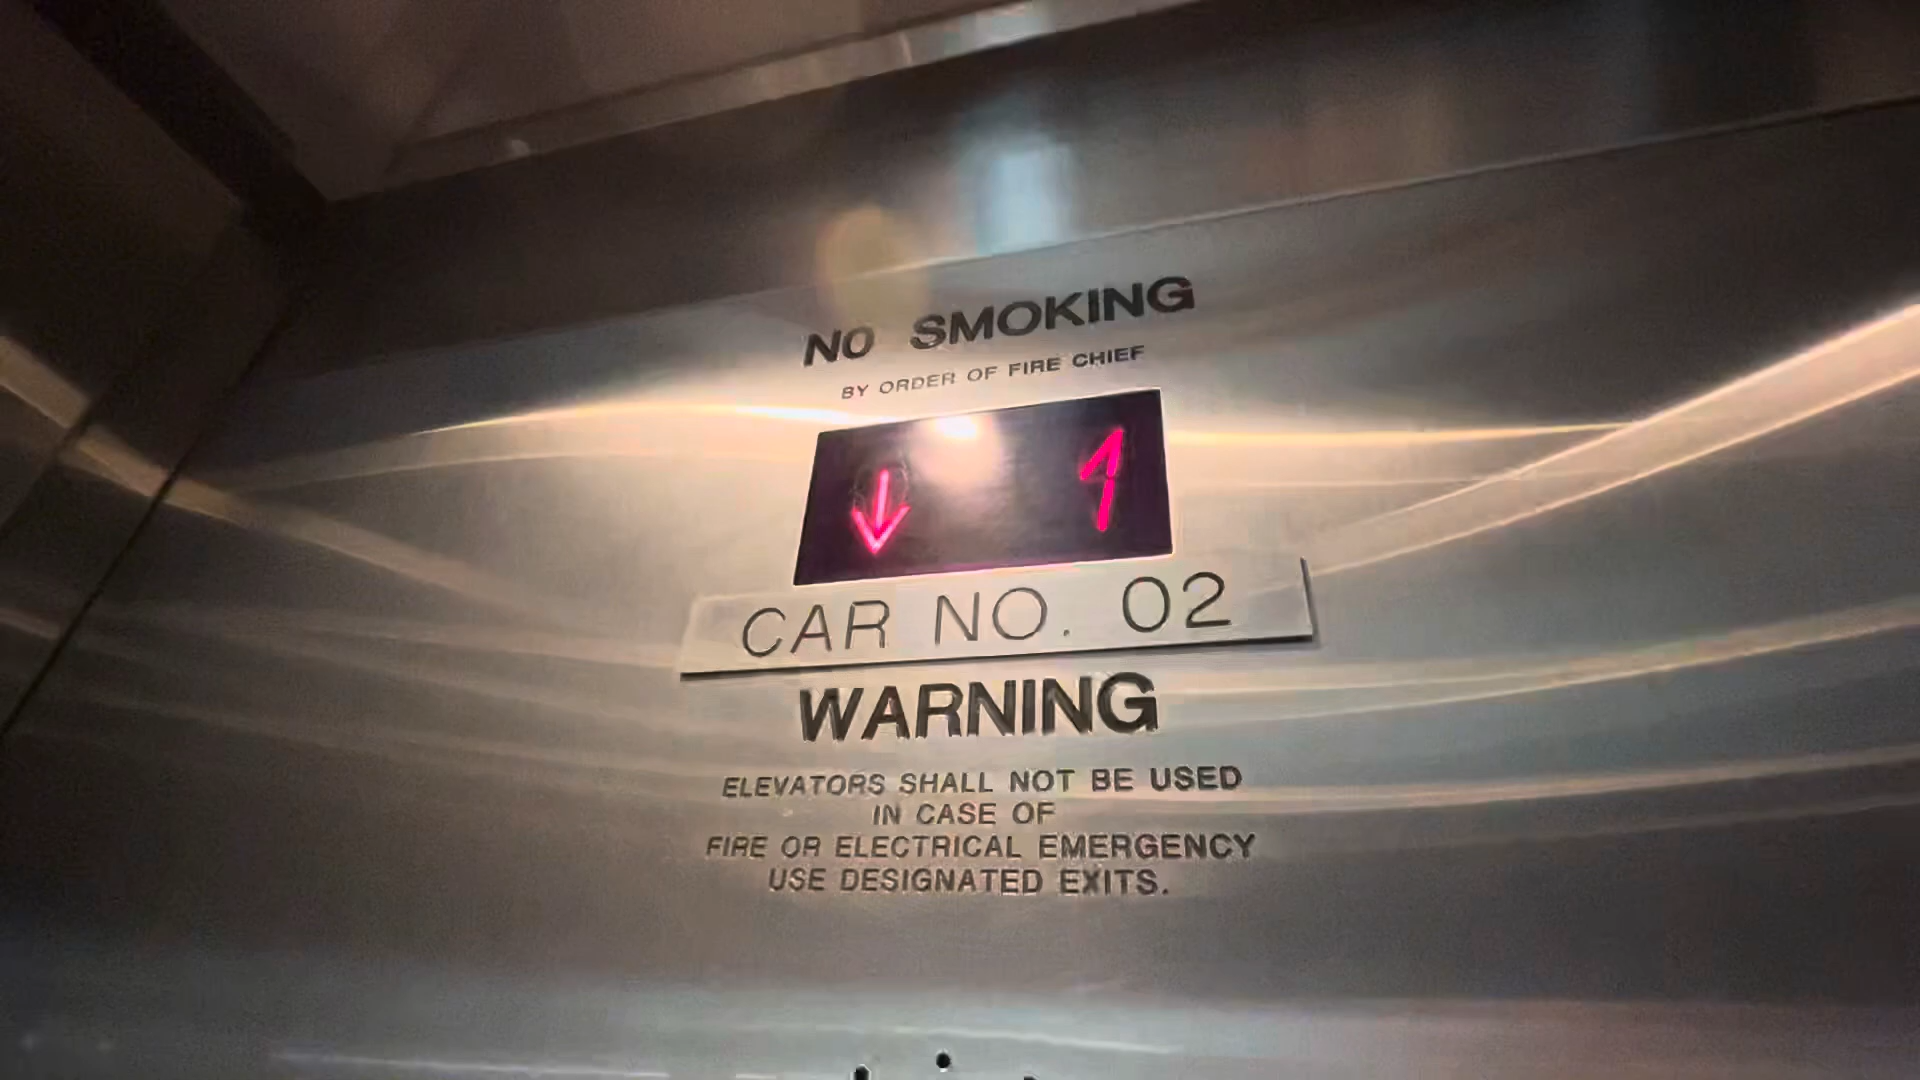 NO SMOKING
BY ORDER OF FIRE CHIEF
↓ 1
CAR NO. 02
WARNING
ELEVATORS SHALL NOT BE USED
IN CASE OF
FIRE OR ELECTRICAL EMERGENCY
USE DESIGNATED EXITS.